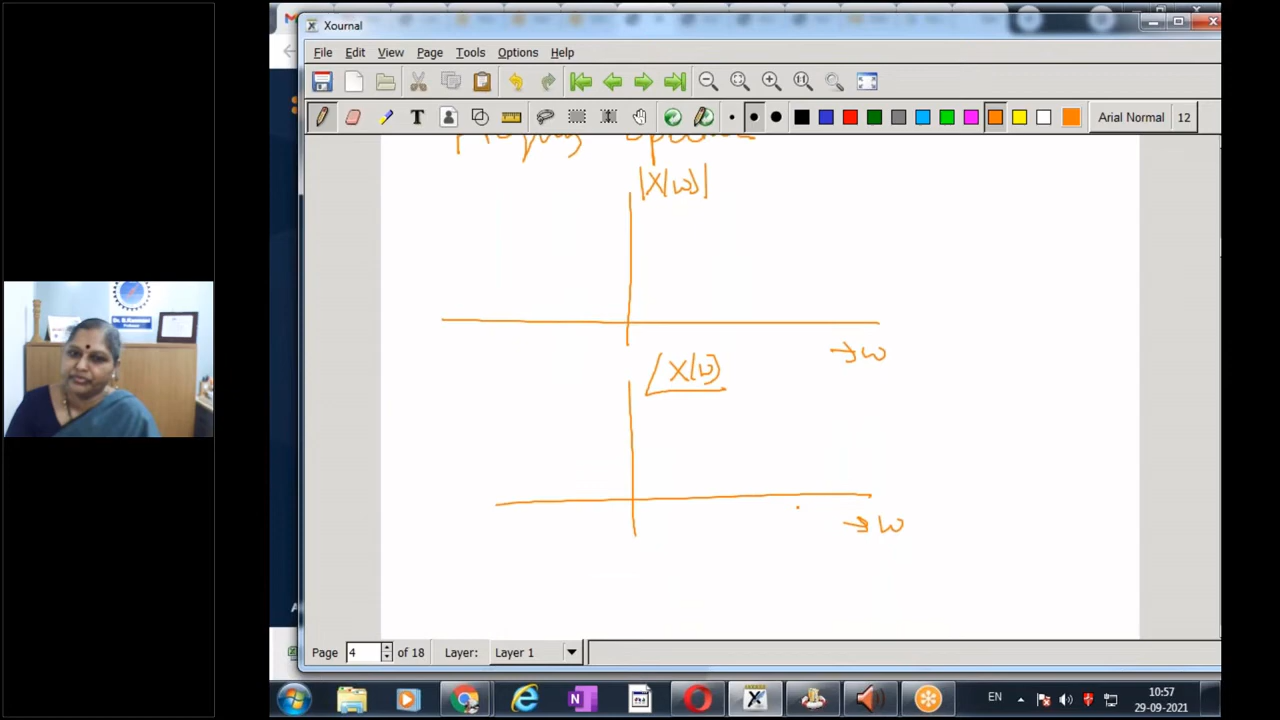 Xournal
File Edit View Page Tools Options Help
Arial Normal 12
|X(ω)|
→ω
∠X(ω)
→ω
Page 4 of 18 Layer: Layer 1
EN
10:57
29-09-2021